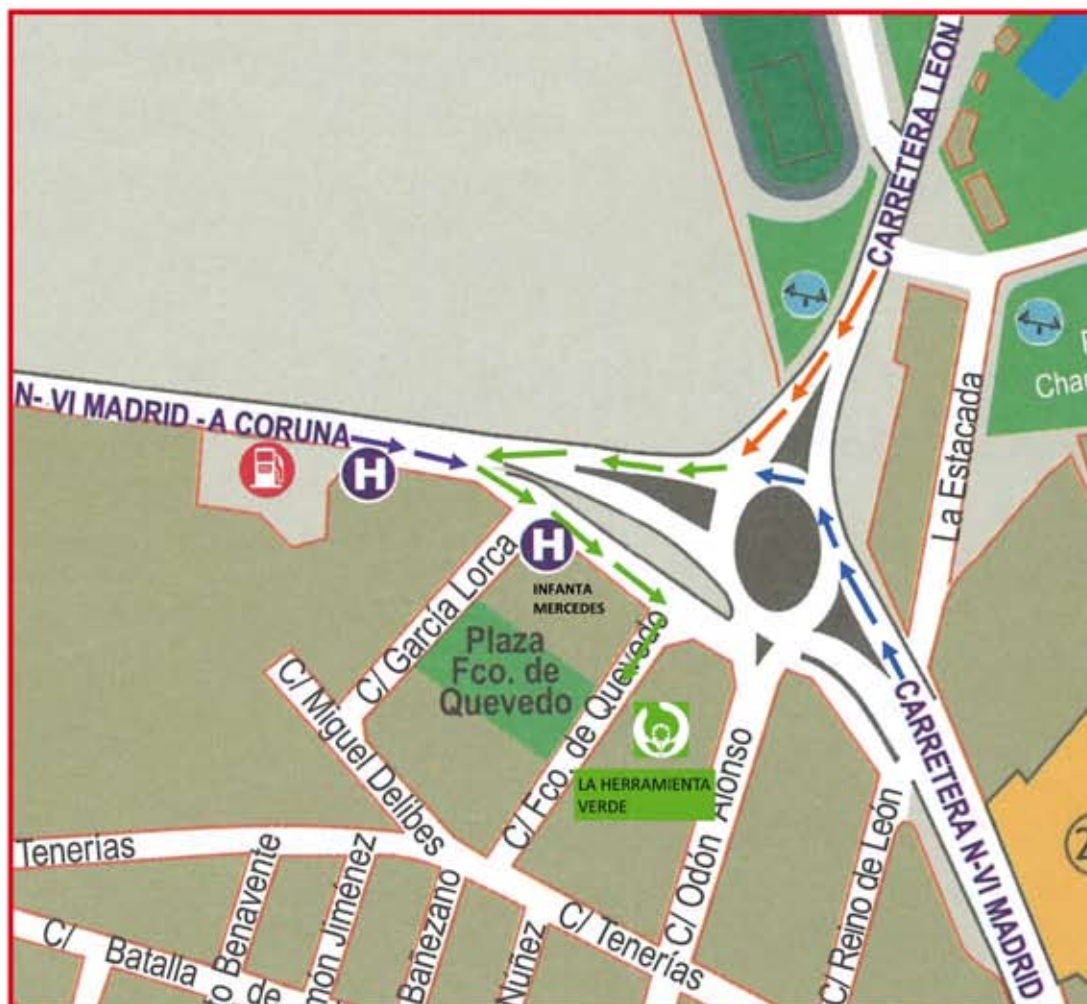 CARRETERA LEÓN
N- VI MADRID -A CORUNA
H
La Estacada
H
INFANTA
MERCEDES
C/ García Lorca
Plaza
Fco. de
Quevedo
C/ Miguel Delibes
C/ Fco. de Quevedo
LA HERRAMIENTA
VERDE
C/ Odón Alonso
C/ Reino de León
CARRETERA N-VI MADRID
Tenerías
C/ Tenerías
C/ Batalla de
Benavente
Jiménez
Bañezano
Núñez